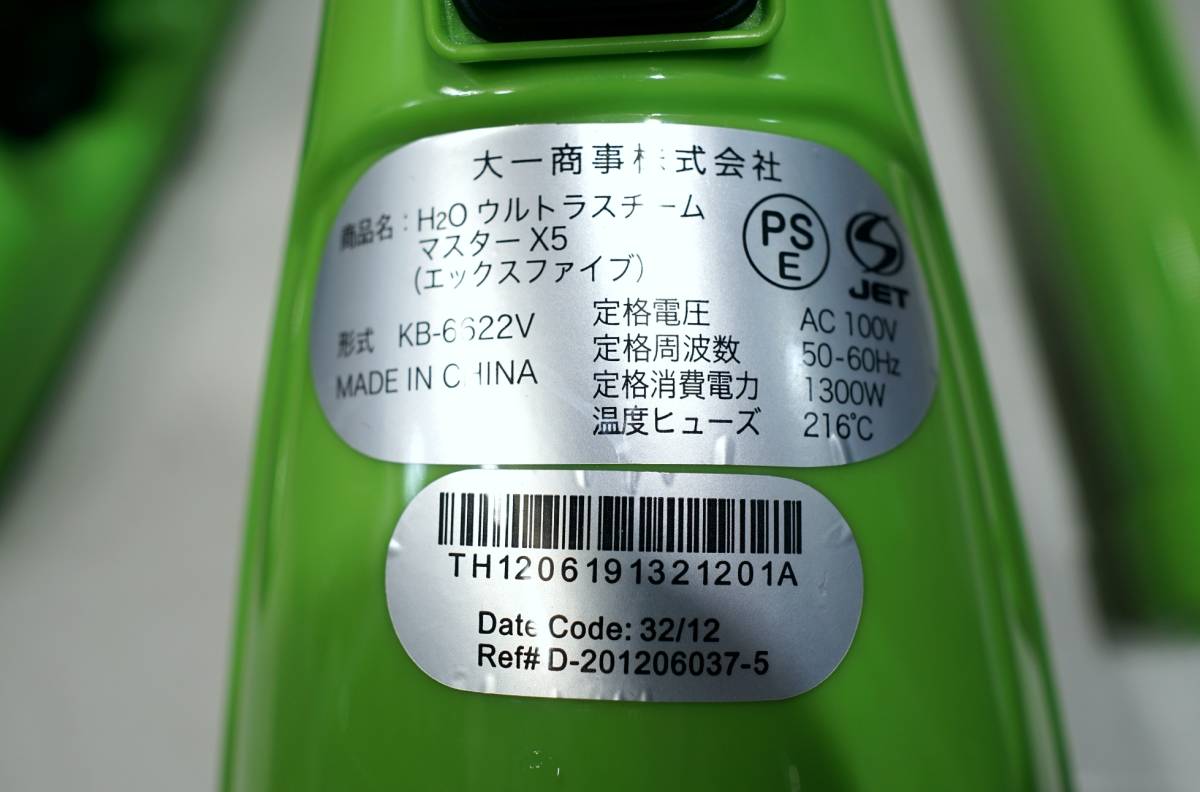 大一商事株式会社
商品名：H2O ウルトラスチーム
マスター X5
(エックスファイブ)
PS
E
JET
形式 KB-6622V
MADE IN CHINA
定格電圧 AC 100V
定格周波数 50-60Hz
定格消費電力 1300W
温度ヒューズ 216℃
TH1206191321201A
Date Code: 32/12
Ref# D-201206037-5